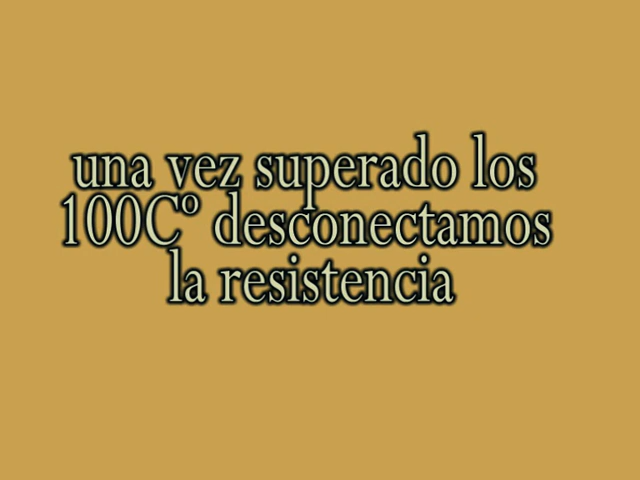 una vez superado los
100Cº desconectamos
la resistencia